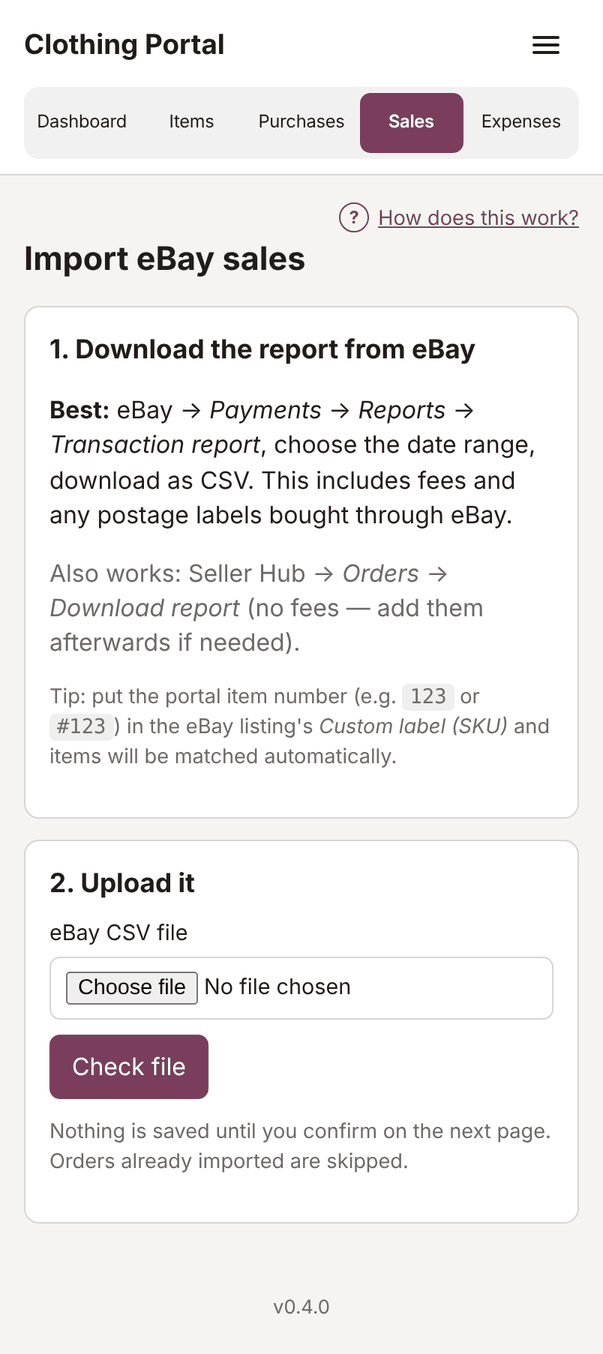 Clothing Portal
Dashboard Items Purchases Sales Expenses
? How does this work?
Import eBay sales
1. Download the report from eBay
Best: eBay → Payments → Reports →
Transaction report, choose the date range,
download as CSV. This includes fees and
any postage labels bought through eBay.
Also works: Seller Hub → Orders →
Download report (no fees — add them
afterwards if needed).
Tip: put the portal item number (e.g. 123 or
#123) in the eBay listing's Custom label (SKU) and
items will be matched automatically.
2. Upload it
eBay CSV file
Choose file No file chosen
Check file
Nothing is saved until you confirm on the next page.
Orders already imported are skipped.
v0.4.0